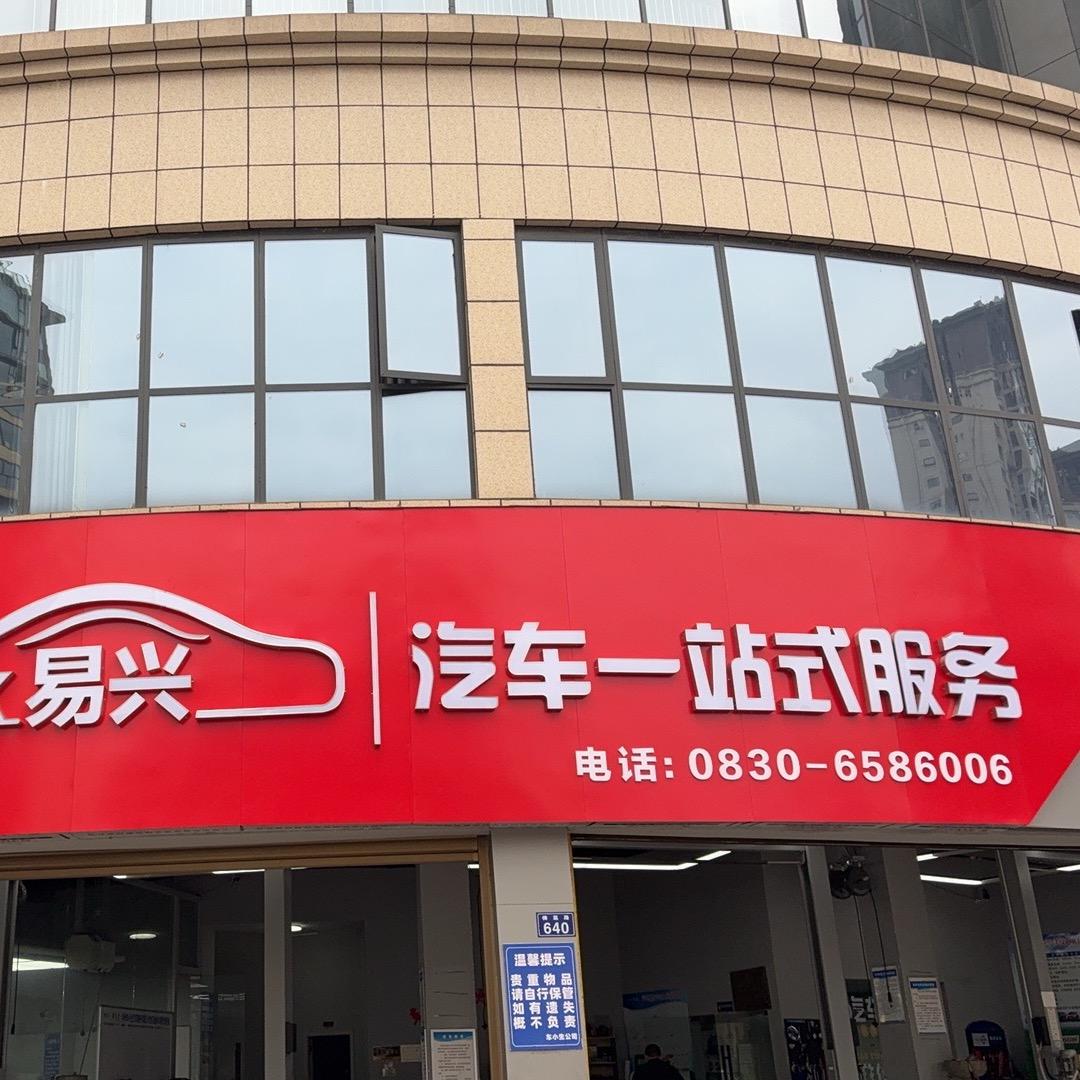 易兴
汽车一站式服务
电话：0830-6586006
640
温馨提示
贵重物品
请自行保管
如有遗失
概不负责